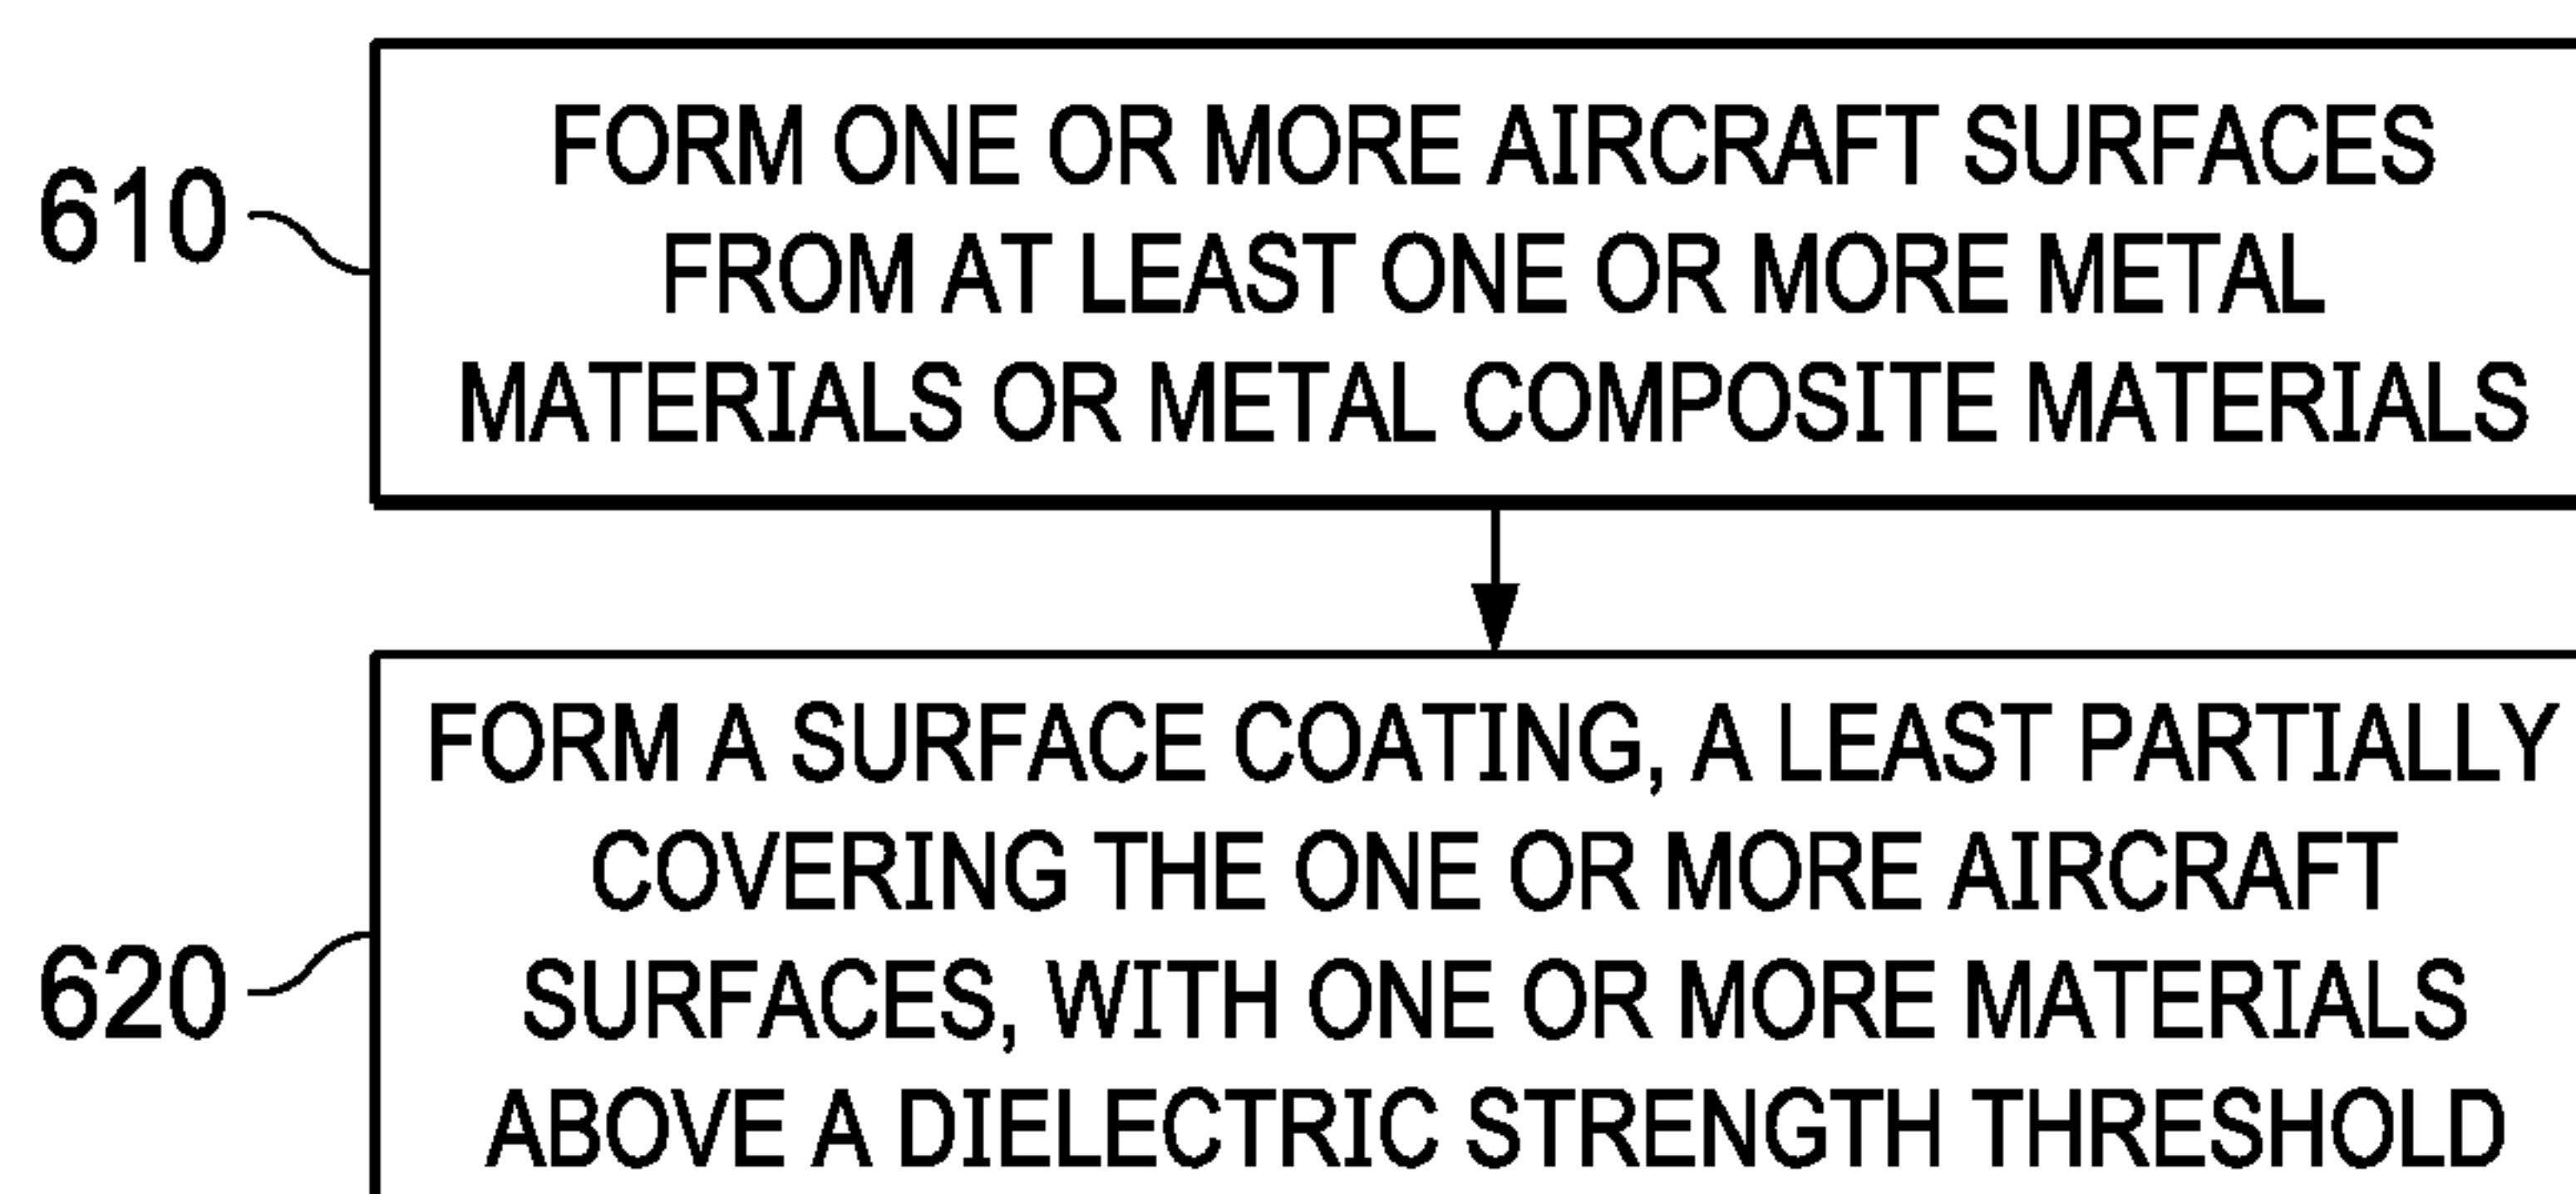 610
FORM ONE OR MORE AIRCRAFT SURFACES
FROM AT LEAST ONE OR MORE METAL
MATERIALS OR METAL COMPOSITE MATERIALS
620
FORM A SURFACE COATING, A LEAST PARTIALLY
COVERING THE ONE OR MORE AIRCRAFT
SURFACES, WITH ONE OR MORE MATERIALS
ABOVE A DIELECTRIC STRENGTH THRESHOLD